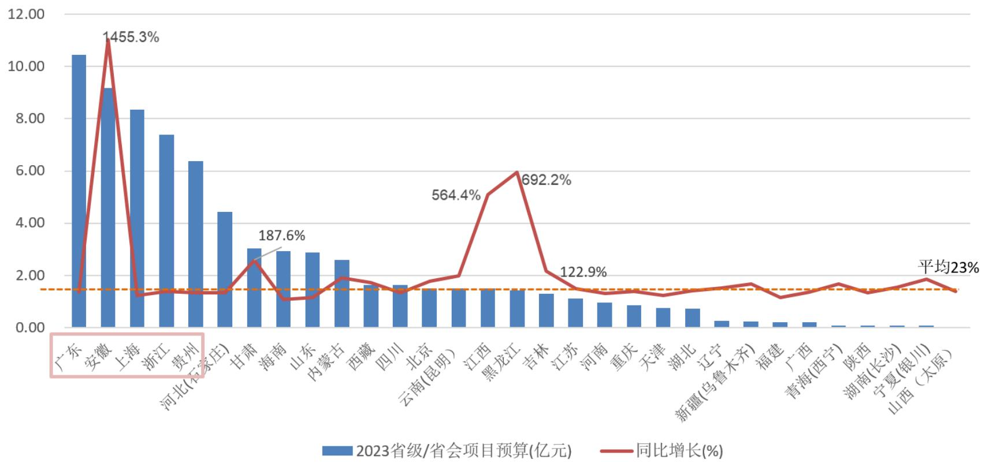 12.00
10.00
8.00
6.00
4.00
2.00
0.00
1455.3%
187.6%
564.4%
692.2%
122.9%
平均23%
广东
安徽
上海
浙江
贵州
河北(石家庄)
甘肃
海南
山东
内蒙古
西藏
四川
北京
云南(昆明)
江西
黑龙江
吉林
江苏
河南
重庆
天津
湖北
辽宁
新疆(乌鲁木齐)
福建
广西
青海(西宁)
陕西
湖南(长沙)
宁夏(银川)
山西（太原）
2023省级/省会项目预算(亿元)
同比增长(%)